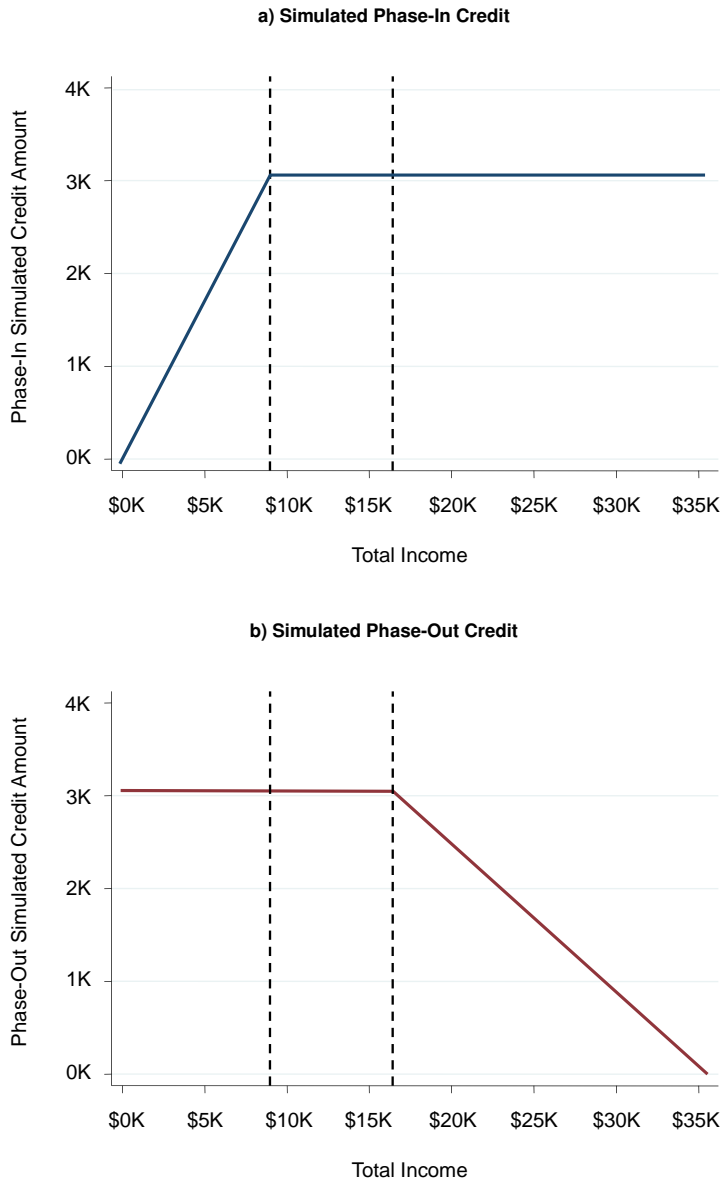 a) Simulated Phase-In Credit
Phase-In Simulated Credit Amount
4K
3K
2K
1K
0K
$0K $5K $10K $15K $20K $25K $30K $35K
Total Income
b) Simulated Phase-Out Credit
Phase-Out Simulated Credit Amount
4K
3K
2K
1K
0K
$0K $5K $10K $15K $20K $25K $30K $35K
Total Income